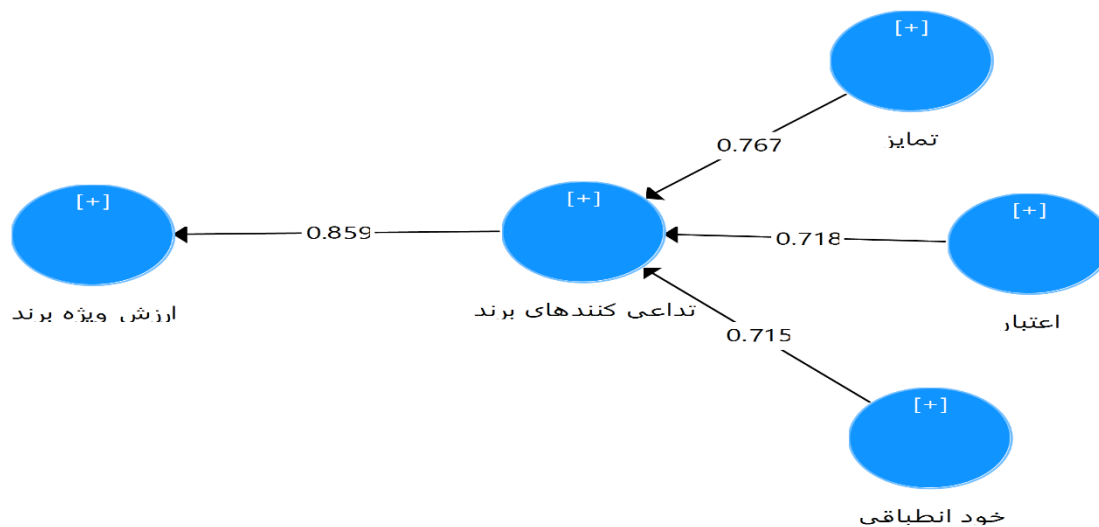 [+]
تمایز
0.767
[+]
[+]
[+]
0.859
0.718
ارزش ویژه برند
تداعی کنندهای برند
اعتبار
0.715
[+]
خود انطباقی